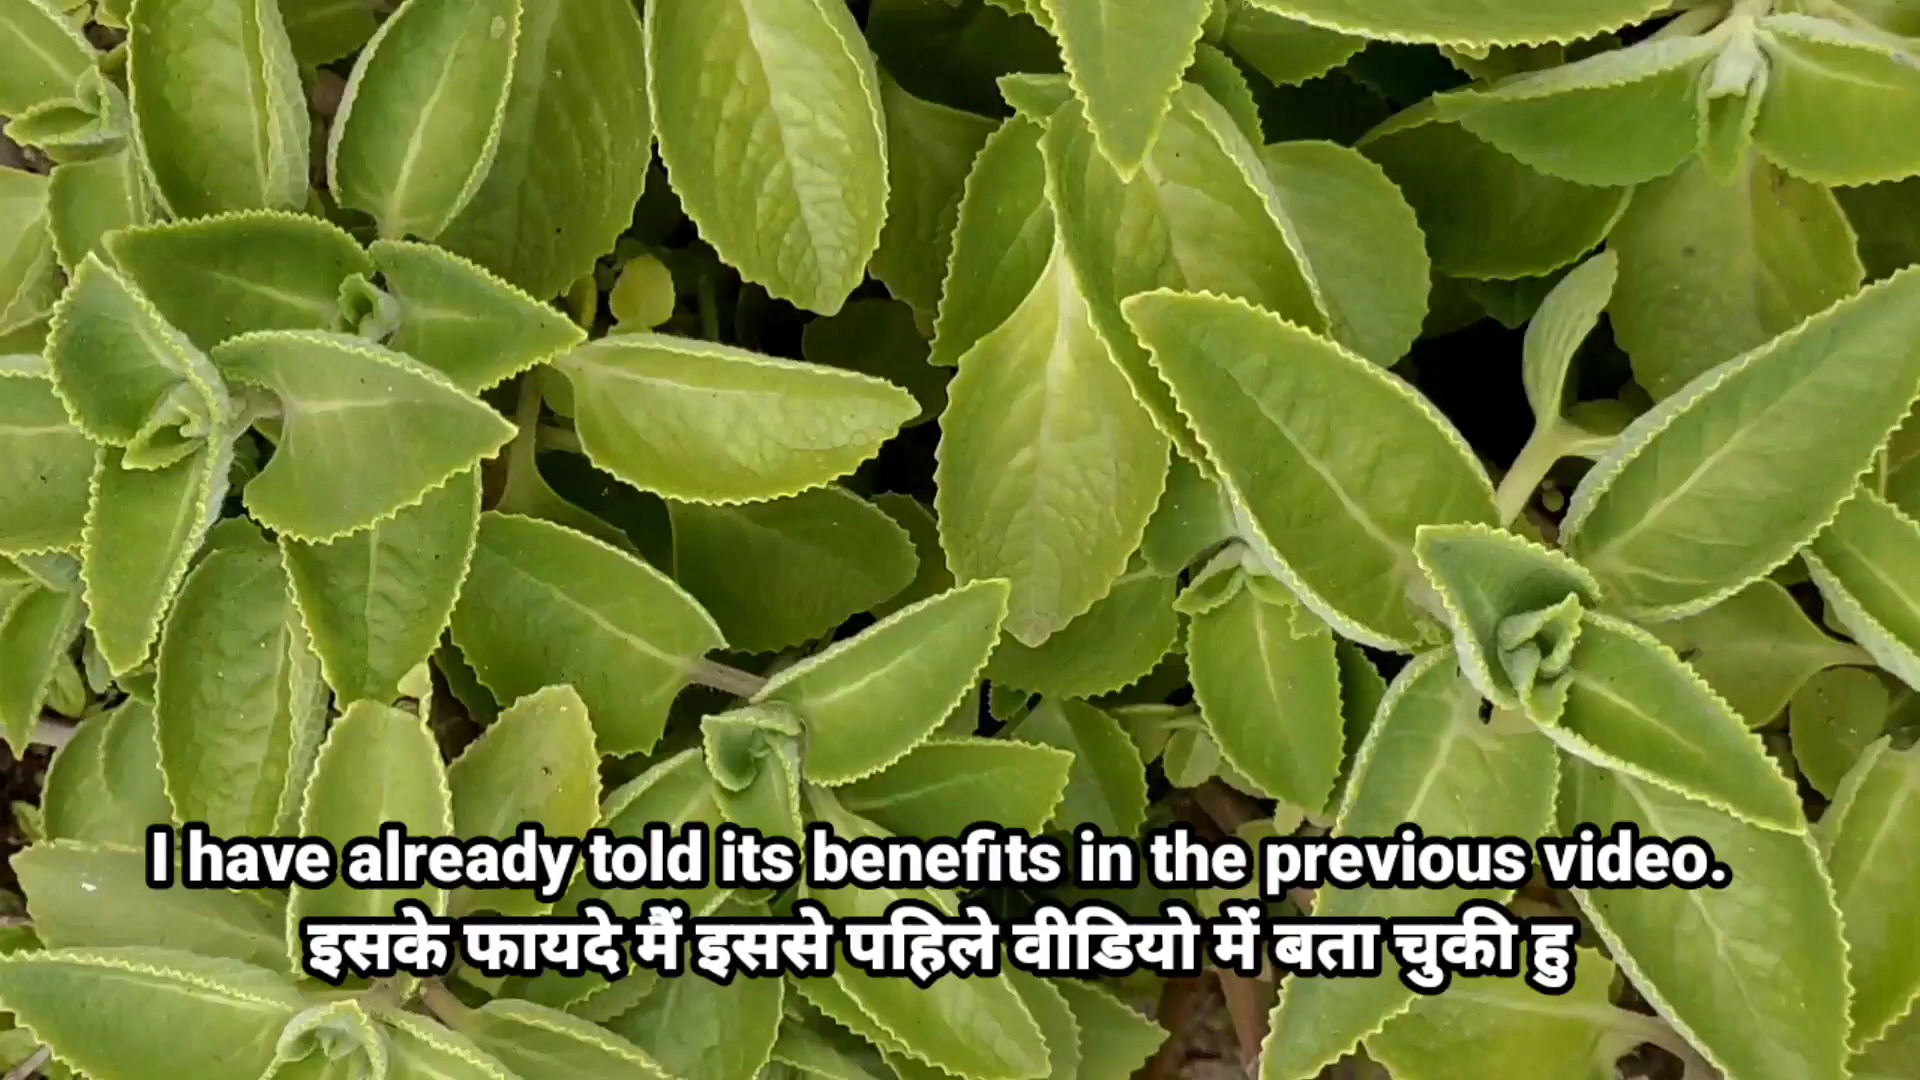 I have already told its benefits in the previous video.
इसके फायदे मैं इससे पहिले वीडियो में बता चुकी हु